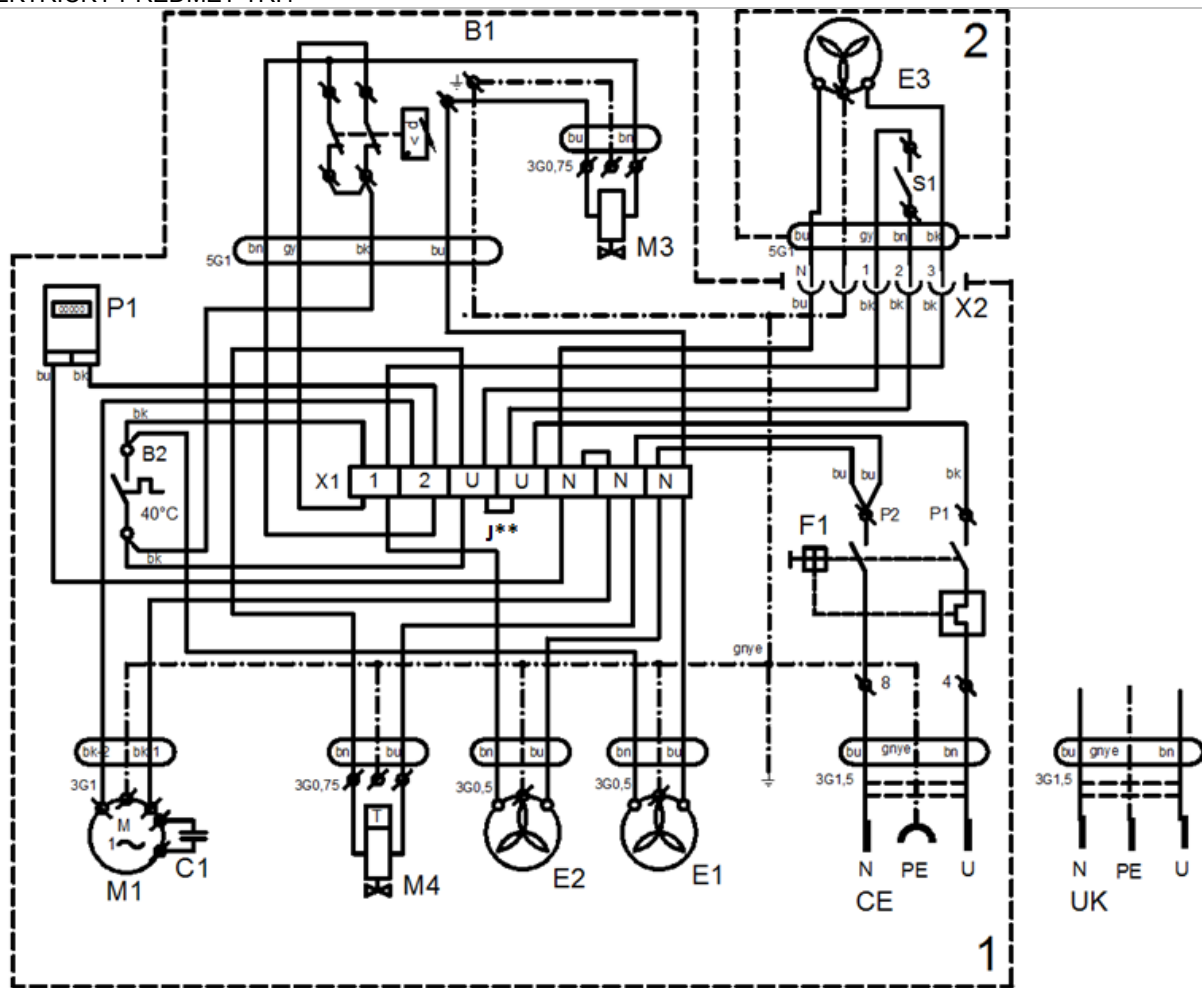 B1
2
E3
bu
bn
3G0,75
M3
S1
bn
gy
bk
bu
5G1
bu
gy
bn
bk
5G1
N
1
2
3
bu
bk
bk
bk
X2
P1
00000
bu
bk
bk
B2
40°C
bk
X1
1
2
U
U
N
N
N
J**
bu
bu
bk
P2
P1
F1
gnye
8
4
bk-2
bk-1
3G1
M
1
M1
C1
bn
bu
3G0,75
T
M4
bn
bu
3G0,5
E2
bn
bu
3G0,5
E1
bu
gnye
bn
3G1,5
N
PE
U
CE
bu
gnye
bn
3G1,5
N
PE
U
UK
1